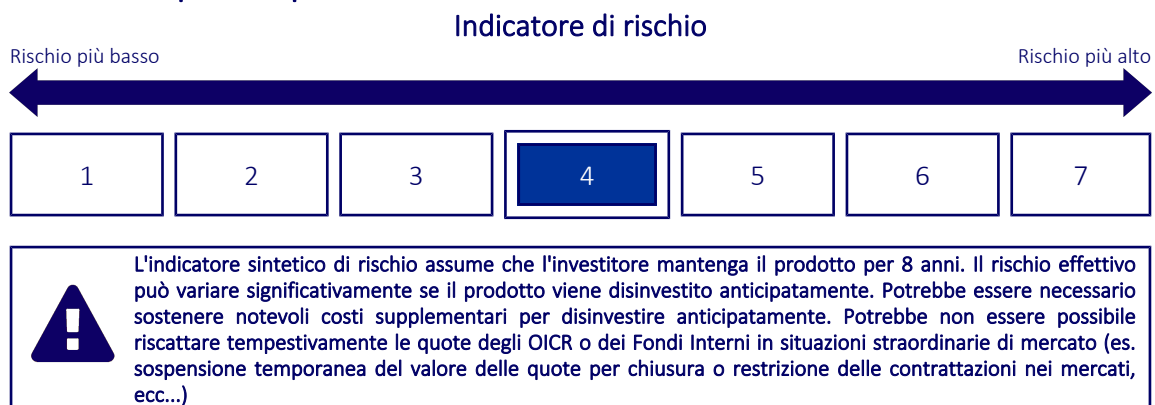 Indicatore di rischio
Rischio più basso
Rischio più alto
1
2
3
4
5
6
7
L'indicatore sintetico di rischio assume che l'investitore mantenga il prodotto per 8 anni. Il rischio effettivo
può variare significativamente se il prodotto viene disinvestito anticipatamente. Potrebbe essere necessario
sostenere notevoli costi supplementari per disinvestire anticipatamente. Potrebbe non essere possibile
riscattare tempestivamente le quote degli OICR o dei Fondi Interni in situazioni straordinarie di mercato (es.
sospensione temporanea del valore delle quote per chiusura o restrizione delle contrattazioni nei mercati,
ecc...)